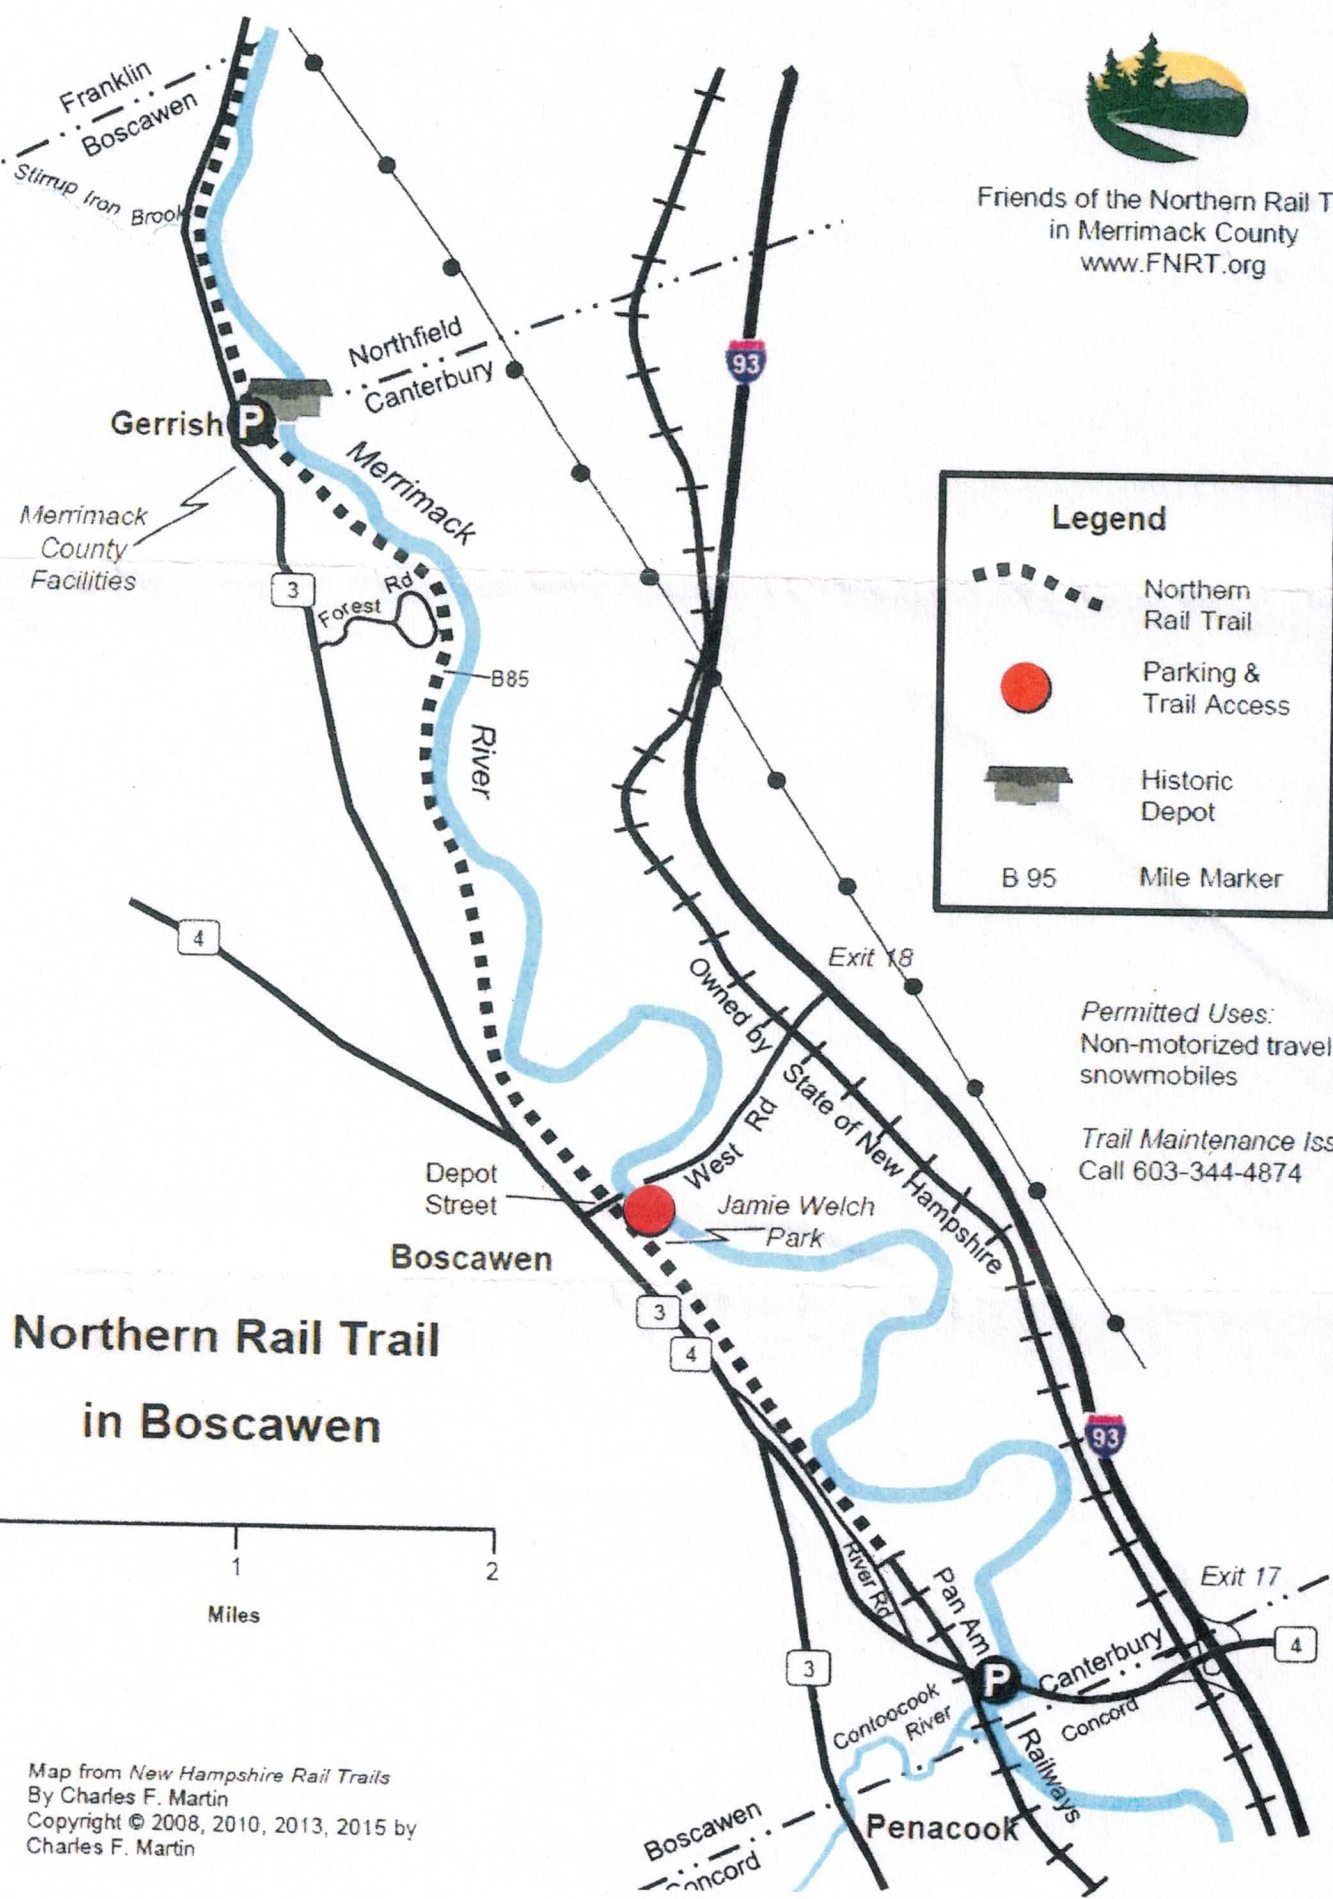 Franklin
Boscawen
Stirrup Iron Brook
Friends of the Northern Rail T
in Merrimack County
www.FNRT.org
Northfield
Canterbury
93
Gerrish
P
Merrimack
River
Merrimack
County
Facilities
3
Forest Rd
B85
Legend
Northern
Rail Trail
Parking &
Trail Access
Historic
Depot
B 95
Mile Marker
4
Exit 18
Owned by
State of New Hampshire
Permitted Uses:
Non-motorized travel
snowmobiles
Trail Maintenance Iss
Call 603-344-4874
West Rd
Depot
Street
Jamie Welch
Park
Boscawen
3
4
Northern Rail Trail
in Boscawen
93
1
2
Miles
River Rd
Pan Am
Railways
Exit 17
4
3
P
Canterbury
Concord
Contoocook
River
Penacook
Boscawen
Concord
Map from New Hampshire Rail Trails
By Charles F. Martin
Copyright © 2008, 2010, 2013, 2015 by
Charles F. Martin